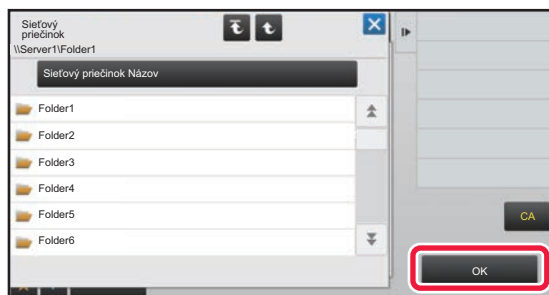 Sieťový
priečinok
\\Server1\Folder1
Sieťový priečinok Názov
Folder1
Folder2
Folder3
Folder4
Folder5
Folder6
CA
OK